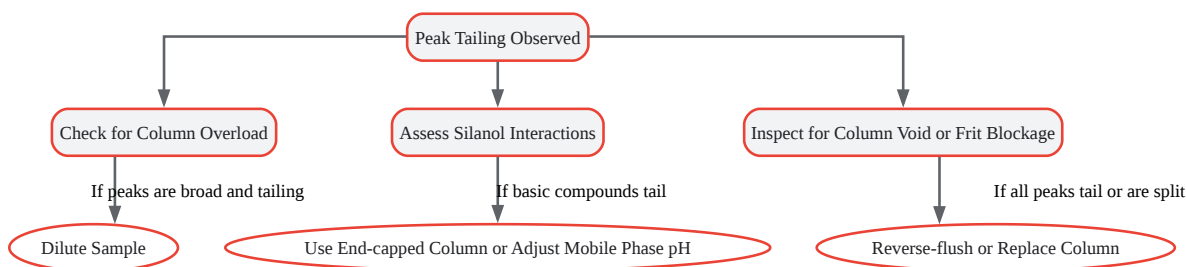 Peak Tailing Observed
Check for Column Overload
Assess Silanol Interactions
Inspect for Column Void or Frit Blockage
If peaks are broad and tailing
If basic compounds tail
If all peaks tail or are split
Dilute Sample
Use End-capped Column or Adjust Mobile Phase pH
Reverse-flush or Replace Column